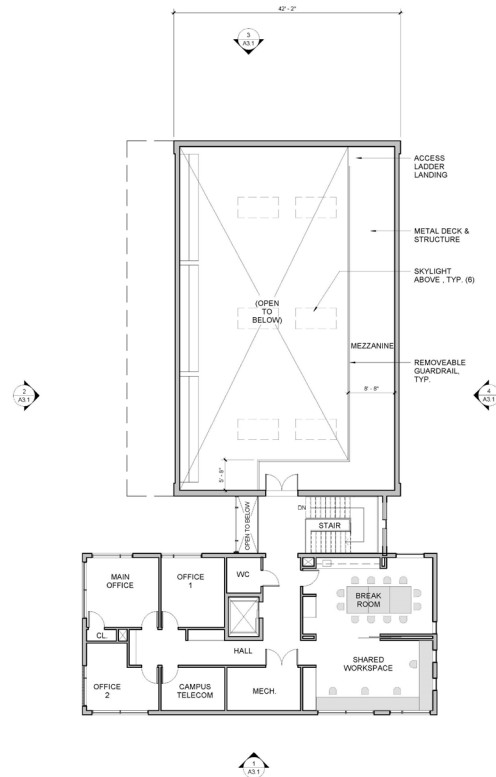 42' - 2"
3
A3.1
ACCESS
LADDER
LANDING
METAL DECK &
STRUCTURE
SKYLIGHT
ABOVE , TYP. (6)
(OPEN
TO
BELOW)
MEZZANINE
REMOVEABLE
GUARDRAIL,
TYP.
2
A3.1
4
A3.1
8' - 8"
5' - 5"
OPEN TO BELOW
DN
STAIR
MAIN
OFFICE
OFFICE
1
WC
BREAK
ROOM
CL.
HALL
SHARED
WORKSPACE
OFFICE
2
CAMPUS
TELECOM
MECH.
1
A3.1